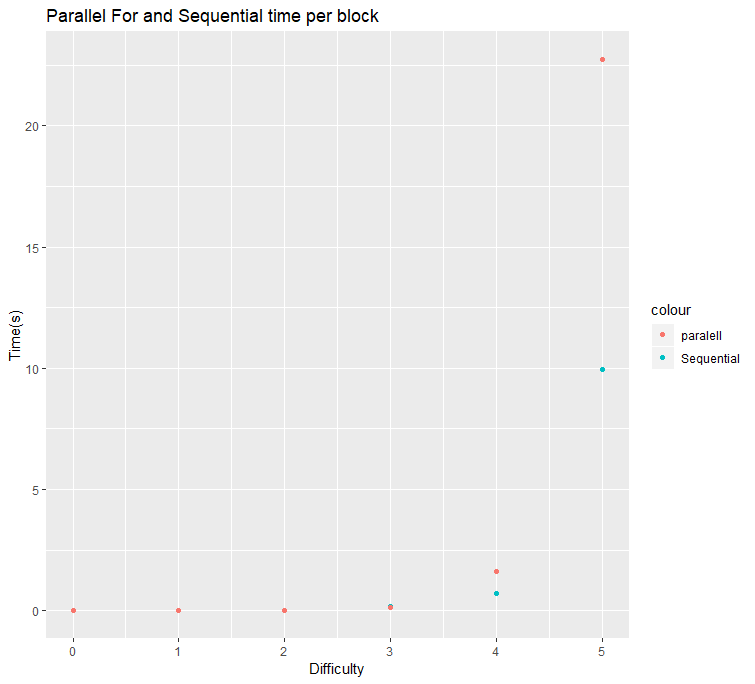 Parallel For and Sequential time per block
Time(s)
20
15
10
5
0
0 1 2 3 4 5
Difficulty
colour
paralell
Sequential